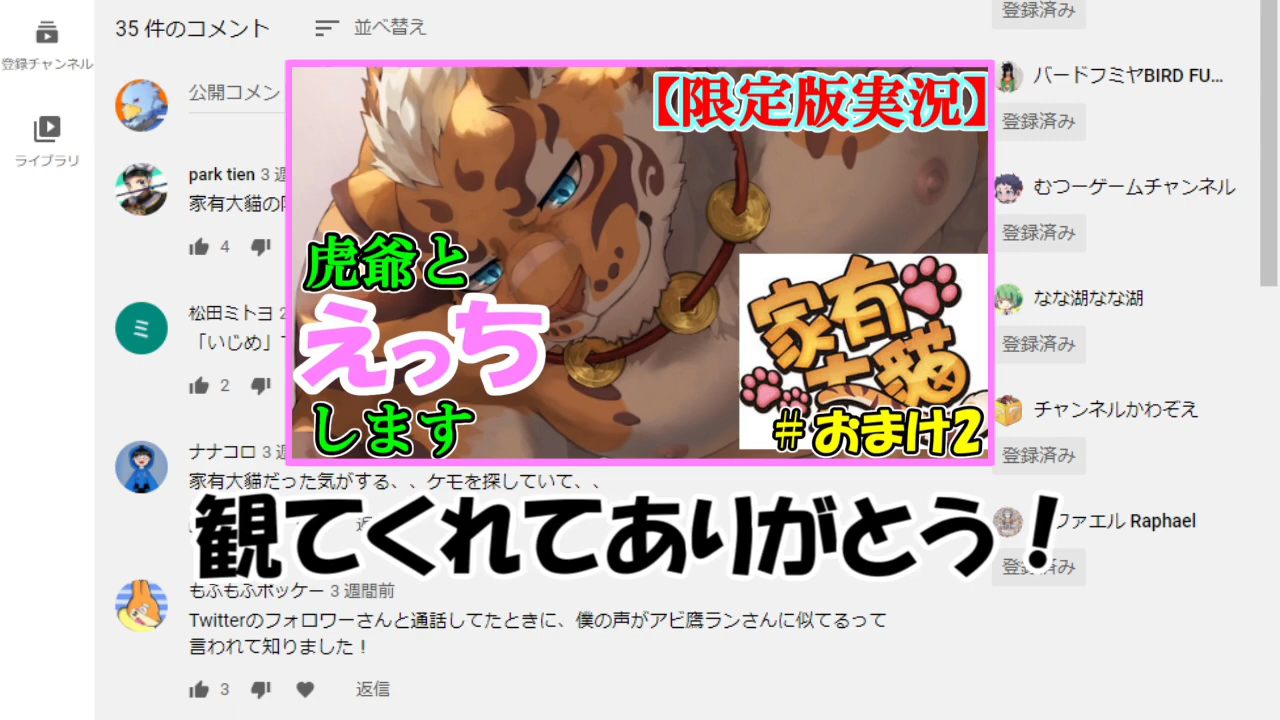 35 件のコメント
並べ替え
登録済み
登録チャンネル
公開コメン
【限定版実況】
バードフミヤBIRD FU...
登録済み
ライブラリ
park tien 3 週
家有大貓の
4
むつーゲームチャンネル
登録済み
虎爺と
えっち
します
家有大貓
#おまけ2
松田ミトヨ 2
「いじめ」
2
なな湖なな湖
登録済み
ミ
チャンネルかわぞえ
登録済み
ナナコロ 3 週
家有大貓だった気がする、、ケモを探していて、、
観てくれてありがとう！
ファエル Raphael
登録済み
もふもふポッケー 3 週間前
Twitterのフォロワーさんと通話してたときに、僕の声がアビ鷹ランさんに似てるって
言われて知りました！
3
返信